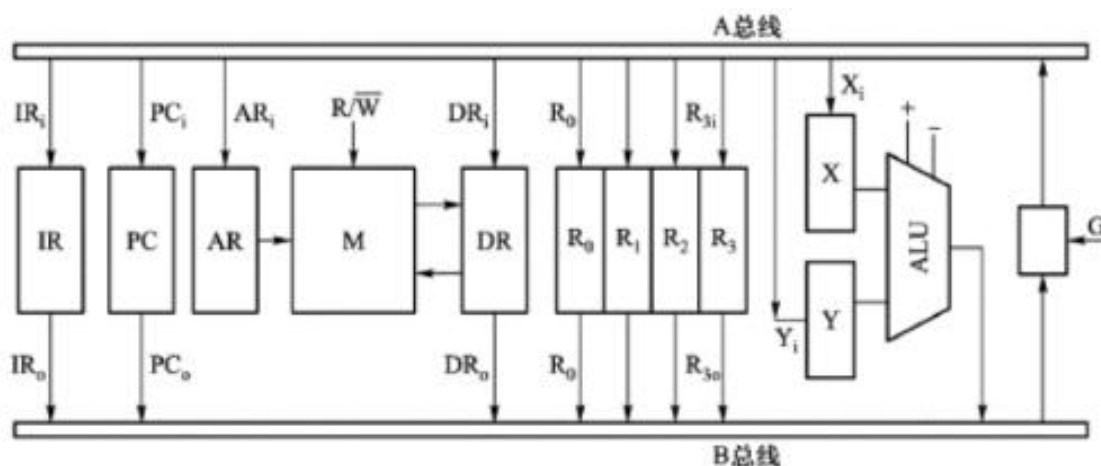 A总线
IRᵢ PCᵢ ARᵢ R/W̅ DRᵢ R₀ R₃ᵢ Xᵢ + −
IR PC AR M DR R₀ R₁ R₂ R₃ X Y ALU G
IRₒ PCₒ DRₒ R₀ R₃ₒ Yᵢ
B总线